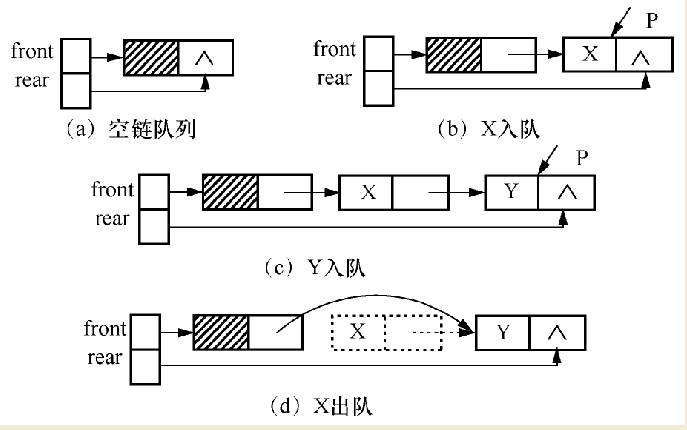 front
rear
∧
(a) 空链队列
front
rear
X
∧
P
(b) X入队
front
rear
X
Y
∧
P
(c) Y入队
front
rear
X
Y
∧
(d) X出队